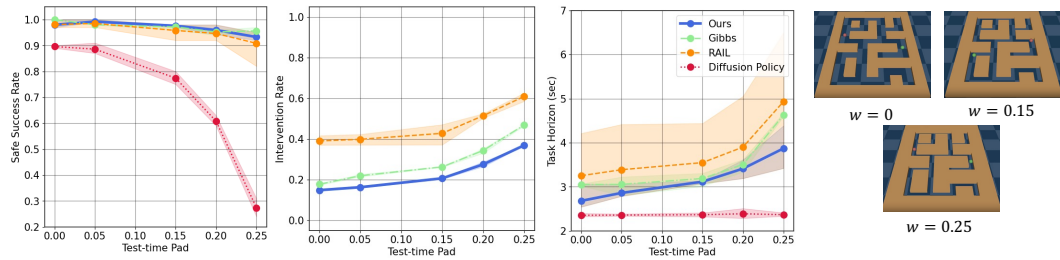 1.0
0.9
0.8
0.7
0.6
0.5
0.4
0.3
0.2
Safe Success Rate
0.00 0.05 0.10 0.15 0.20 0.25
Test-time Pad
1.0
0.8
0.6
0.4
0.2
0.0
Intervention Rate
0.00 0.05 0.10 0.15 0.20 0.25
Test-time Pad
7
6
5
4
3
2
Task Horizon (sec)
Ours
Gibbs
RAIL
Diffusion Policy
0.00 0.05 0.10 0.15 0.20 0.25
Test-time Pad
w = 0
w = 0.15
w = 0.25